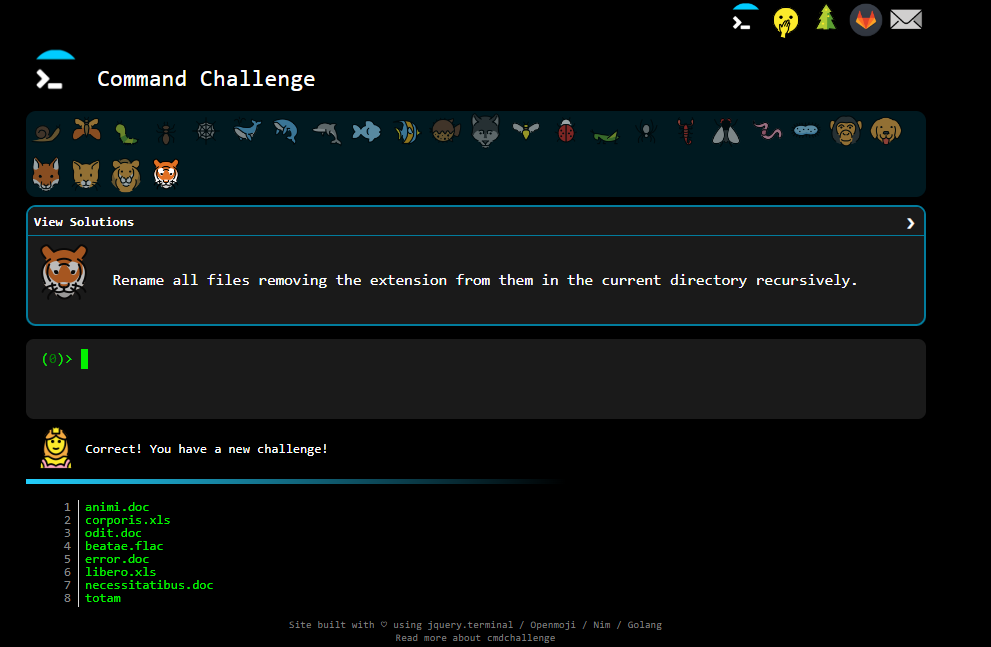 Command Challenge
View Solutions
Rename all files removing the extension from them in the current directory recursively.
(0)>
Correct! You have a new challenge!
1 animi.doc
2 corporis.xls
3 odit.doc
4 beatae.flac
5 error.doc
6 libero.xls
7 necessitatibus.doc
8 totam
Site built with ♡ using jquery.terminal / Openmoji / Nim / Golang
Read more about cmdchallenge